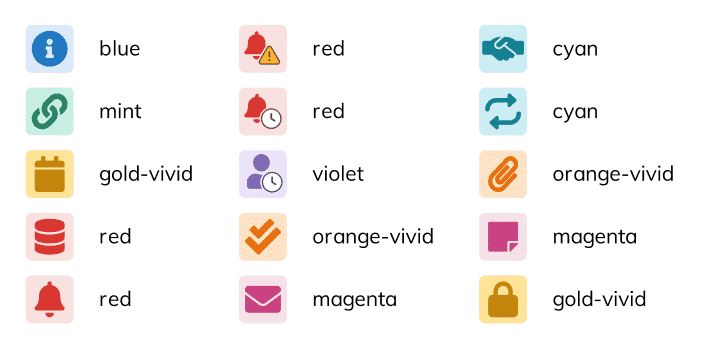 blue
mint
gold-vivid
red
red
red
red
violet
orange-vivid
magenta
cyan
cyan
orange-vivid
magenta
gold-vivid